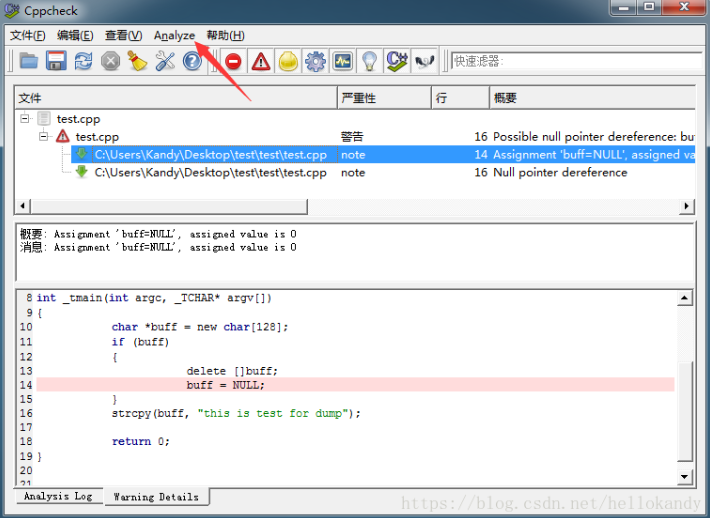 Cppcheck
文件(F) 编辑(E) 查看(V) Analyze 帮助(H)
快速滤器:
文件 严重性 行 概要
test.cpp
test.cpp 警告 16 Possible null pointer dereference: bu
C:\Users\Kandy\Desktop\test\test\test.cpp note 14 Assignment 'buff=NULL', assigned va
C:\Users\Kandy\Desktop\test\test\test.cpp note 16 Null pointer dereference
概要: Assignment 'buff=NULL', assigned value is 0
消息: Assignment 'buff=NULL', assigned value is 0
8 int _tmain(int argc, _TCHAR* argv[])
9 {
10 char *buff = new char[128];
11 if (buff)
12 {
13 delete []buff;
14 buff = NULL;
15 }
16 strcpy(buff, "this is test for dump");
17
18 return 0;
19 }
20
21
Analysis Log Warning Details
https://blog.csdn.net/hellokandy